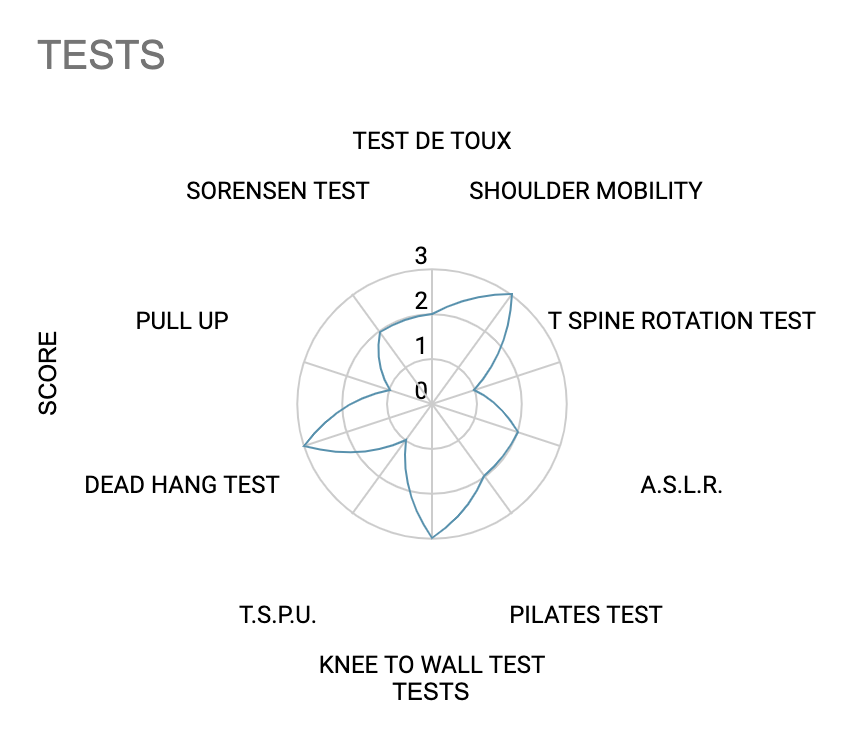 TESTS
TEST DE TOUX
SORENSEN TEST
SHOULDER MOBILITY
3
2
1
0
PULL UP
T SPINE ROTATION TEST
SCORE
DEAD HANG TEST
A.S.L.R.
T.S.P.U.
PILATES TEST
KNEE TO WALL TEST
TESTS